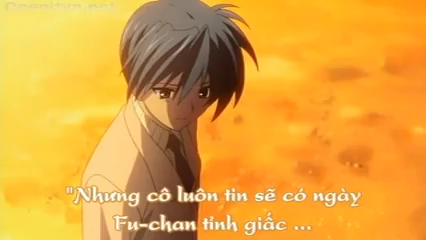 "Nhưng cô luôn tin sẽ có ngày
Fu-chan tỉnh giấc ...